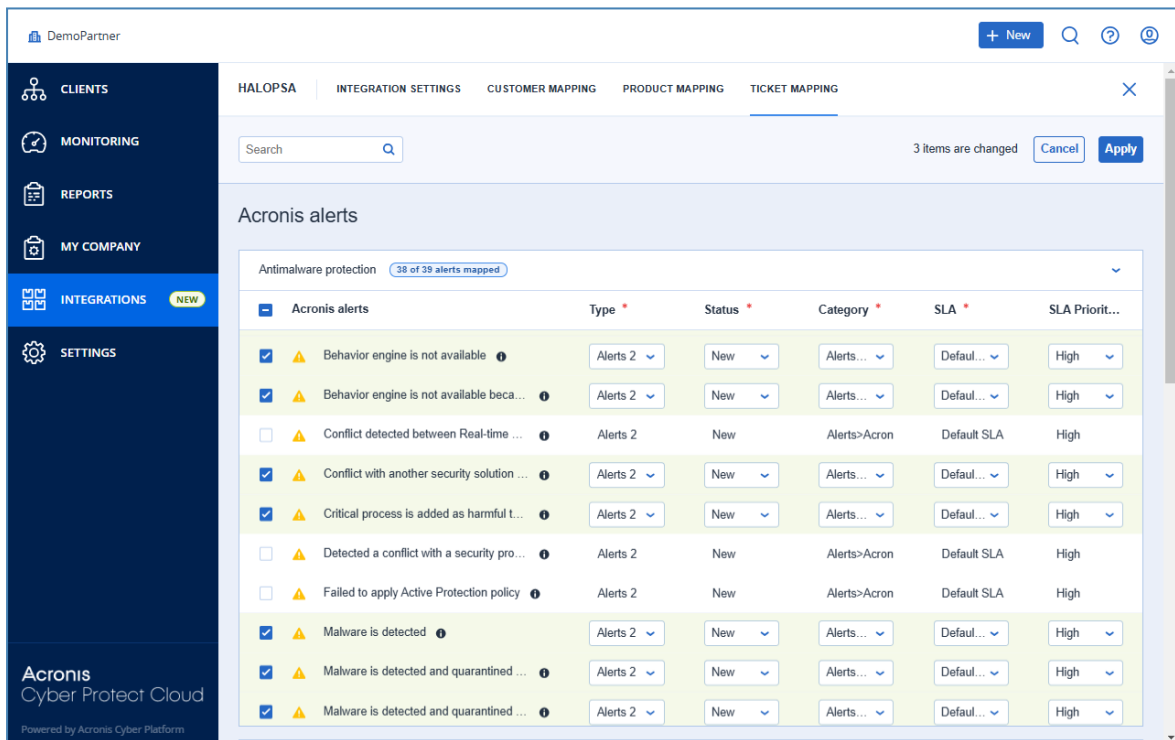 DemoPartner
+ New
CLIENTS
MONITORING
REPORTS
MY COMPANY
INTEGRATIONS NEW
SETTINGS
Acronis
Cyber Protect Cloud
Powered by Acronis Cyber Platform
HALOPSA INTEGRATION SETTINGS CUSTOMER MAPPING PRODUCT MAPPING TICKET MAPPING
Search 3 items are changed Cancel Apply
Acronis alerts
Antimalware protection 38 of 39 alerts mapped
Acronis alerts Type * Status * Category * SLA * SLA Priorit...
Behavior engine is not available Alerts 2 New Alerts... Defaul... High
Behavior engine is not available beca... Alerts 2 New Alerts... Defaul... High
Conflict detected between Real-time ... Alerts 2 New Alerts>Acron Default SLA High
Conflict with another security solution ... Alerts 2 New Alerts... Defaul... High
Critical process is added as harmful t... Alerts 2 New Alerts... Defaul... High
Detected a conflict with a security pro... Alerts 2 New Alerts>Acron Default SLA High
Failed to apply Active Protection policy Alerts 2 New Alerts>Acron Default SLA High
Malware is detected Alerts 2 New Alerts... Defaul... High
Malware is detected and quarantined ... Alerts 2 New Alerts... Defaul... High
Malware is detected and quarantined ... Alerts 2 New Alerts... Defaul... High